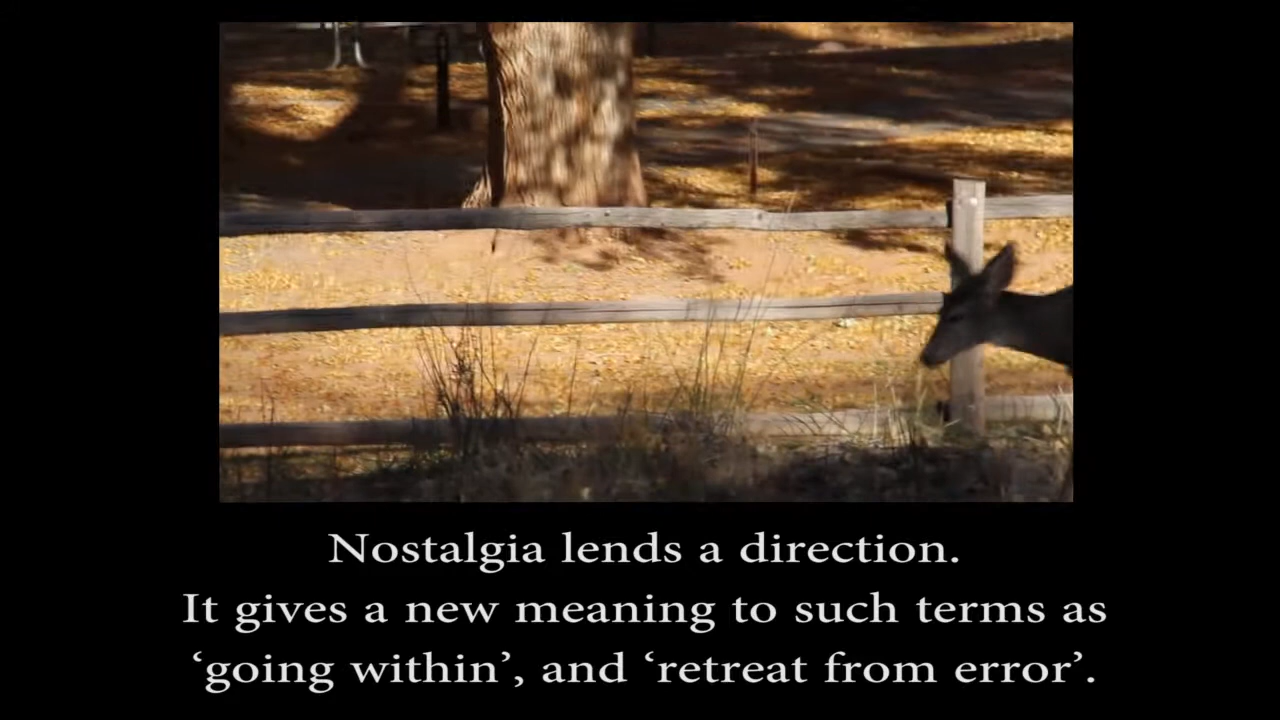 Nostalgia lends a direction.
It gives a new meaning to such terms as
‘going within’, and ‘retreat from error’.